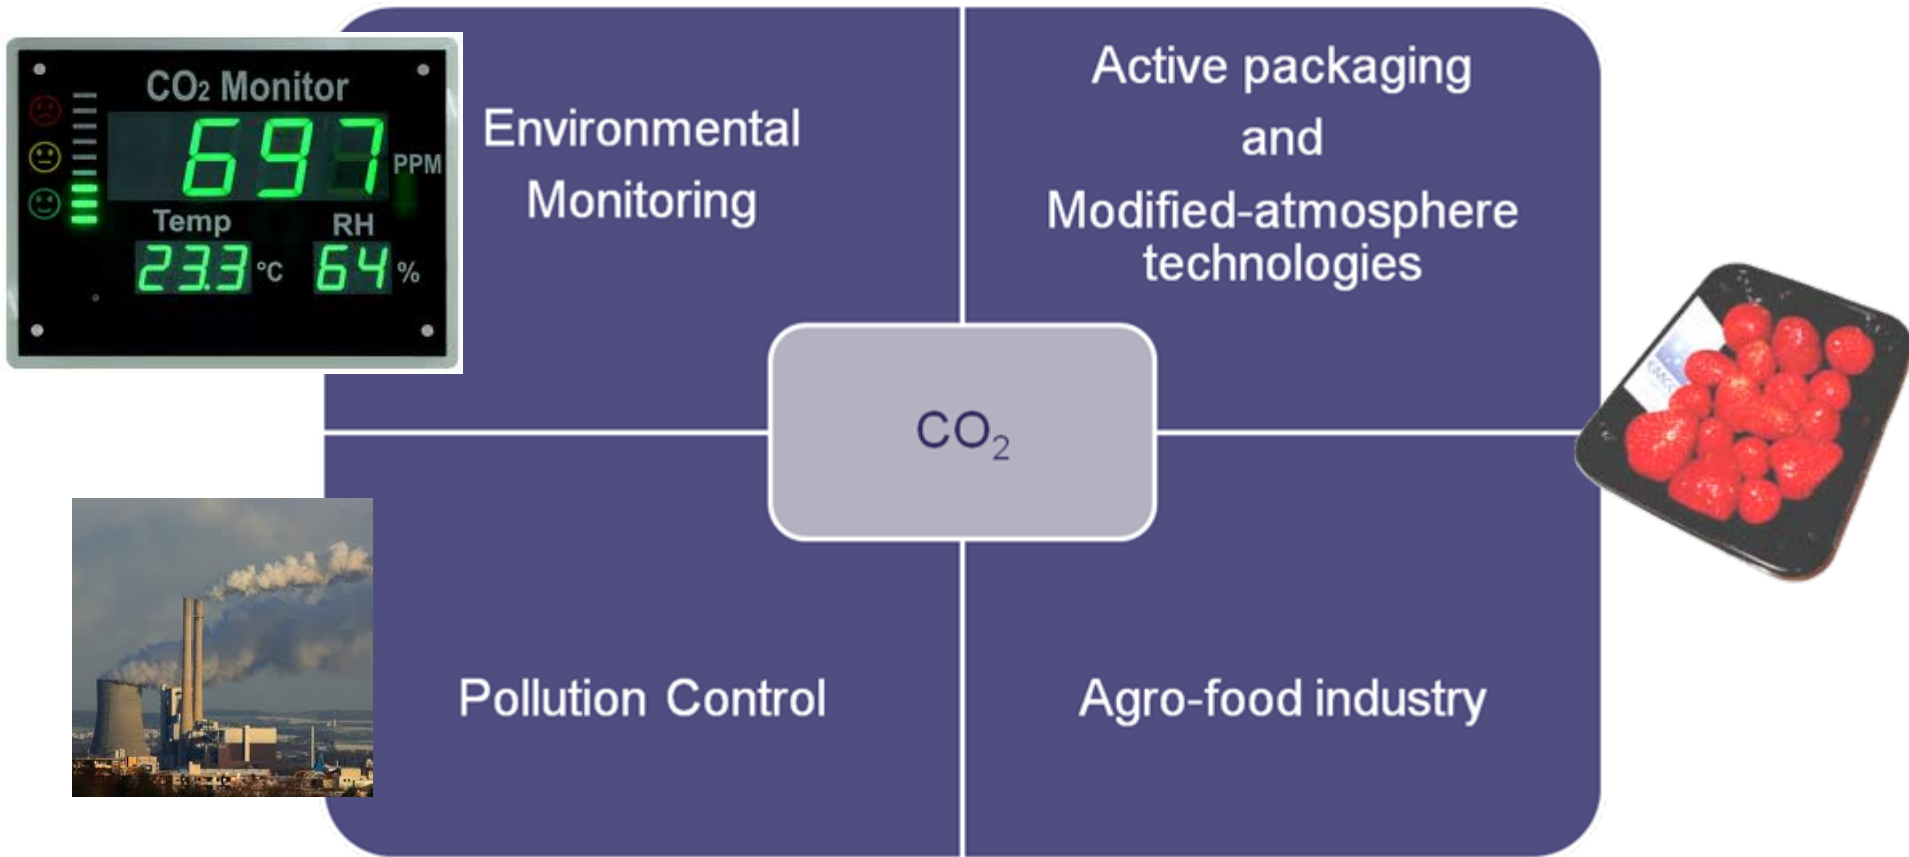 CO2 Monitor
697
PPM
Temp
RH
23.3 °C
64 %
Environmental
Monitoring
Active packaging
and
Modified-atmosphere
technologies
CO₂
Pollution Control
Agro-food industry